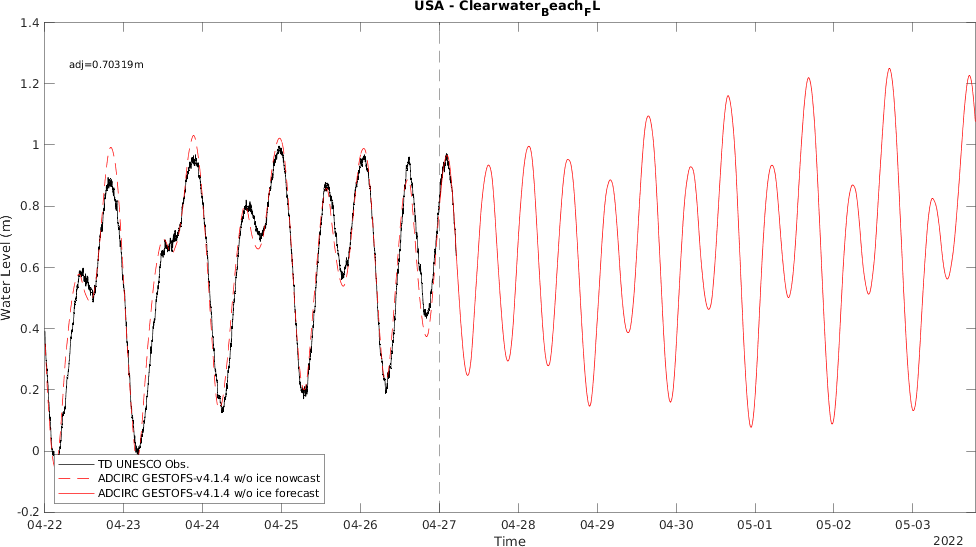 USA - Clearwater_Beach_FL
1.4
adj=0.70319m
1.2
1
0.8
0.6
0.4
0.2
0
-0.2
Water Level (m)
TD UNESCO Obs.
ADCIRC GESTOFS-v4.1.4 w/o ice nowcast
ADCIRC GESTOFS-v4.1.4 w/o ice forecast
04-22 04-23 04-24 04-25 04-26 04-27 04-28 04-29 04-30 05-01 05-02 05-03
Time
2022